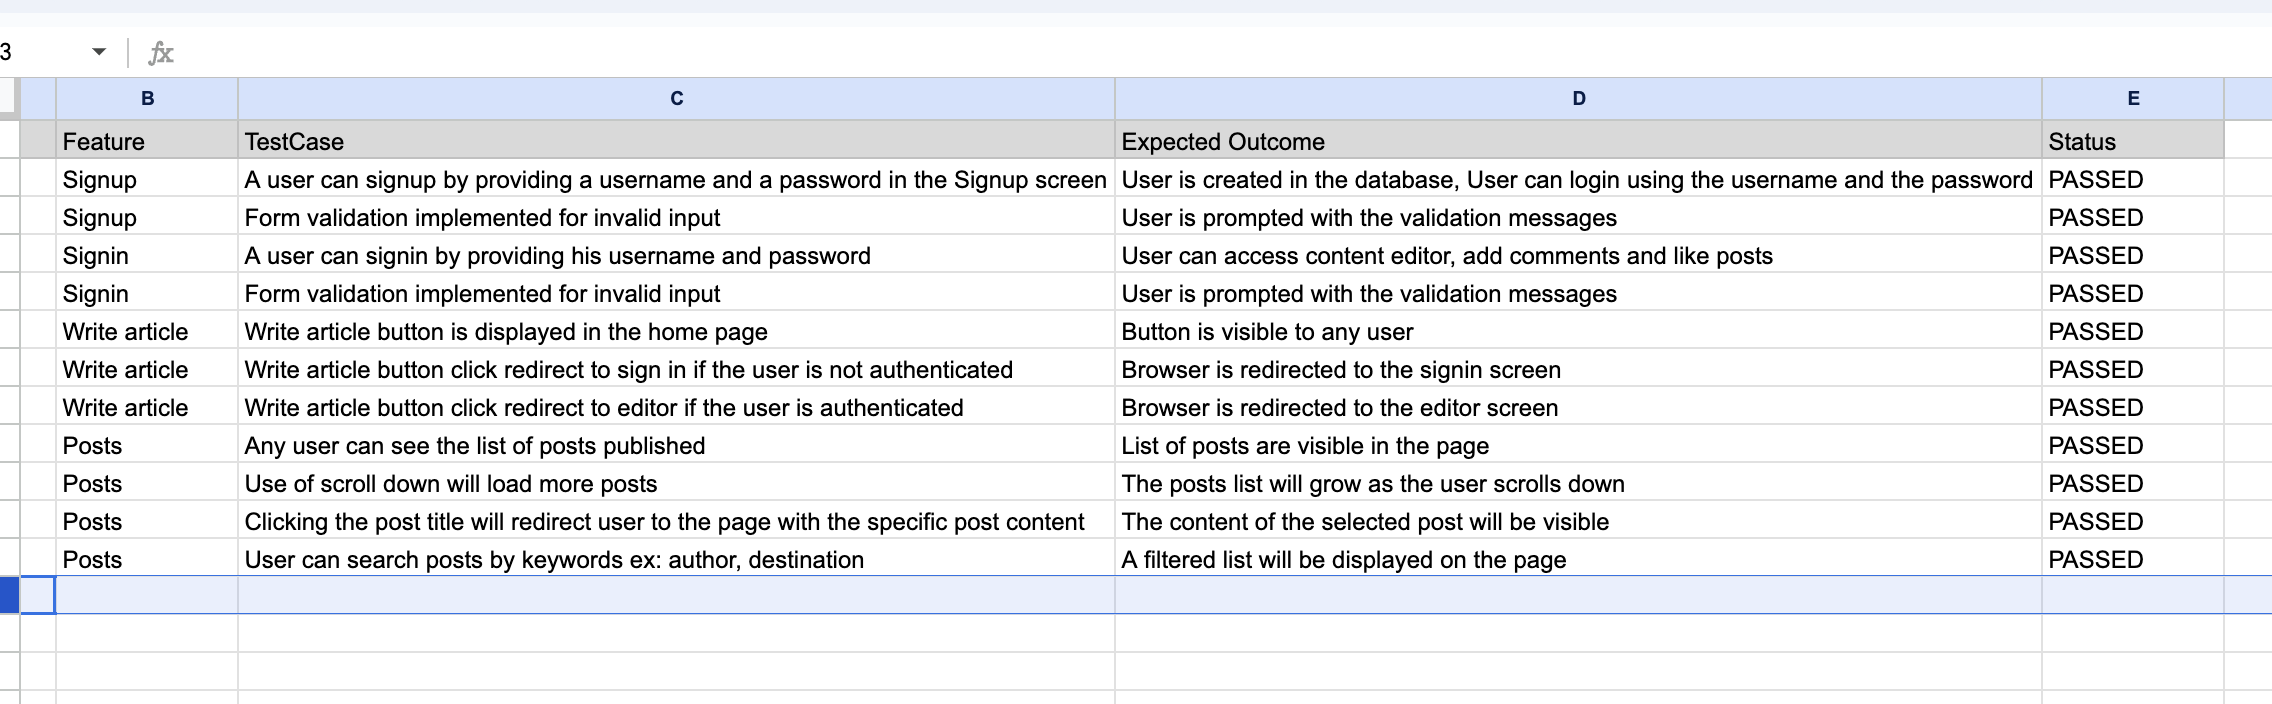 3 fx
B C D E
Feature TestCase Expected Outcome Status
Signup A user can signup by providing a username and a password in the Signup screen User is created in the database, User can login using the username and the password PASSED
Signup Form validation implemented for invalid input User is prompted with the validation messages PASSED
Signin A user can signin by providing his username and password User can access content editor, add comments and like posts PASSED
Signin Form validation implemented for invalid input User is prompted with the validation messages PASSED
Write article Write article button is displayed in the home page Button is visible to any user PASSED
Write article Write article button click redirect to sign in if the user is not authenticated Browser is redirected to the signin screen PASSED
Write article Write article button click redirect to editor if the user is authenticated Browser is redirected to the editor screen PASSED
Posts Any user can see the list of posts published List of posts are visible in the page PASSED
Posts Use of scroll down will load more posts The posts list will grow as the user scrolls down PASSED
Posts Clicking the post title will redirect user to the page with the specific post content The content of the selected post will be visible PASSED
Posts User can search posts by keywords ex: author, destination A filtered list will be displayed on the page PASSED